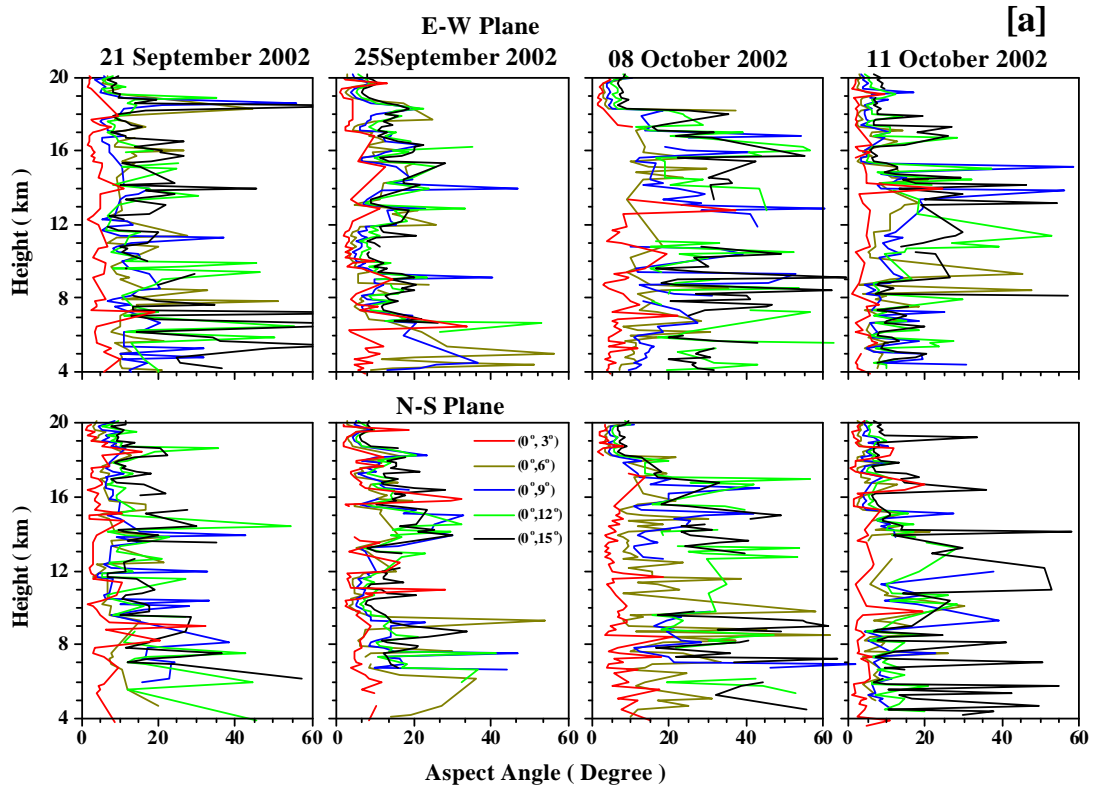 [a]
E-W Plane
21 September 2002 25September 2002 08 October 2002 11 October 2002
20
16
12
8
4
Height ( km )
N-S Plane
20
16
12
8
4
Height ( km )
(0°, 3°)
(0°,6°)
(0°,9°)
(0°,12°)
(0°,15°)
0 20 40 60 0 20 40 60 0 20 40 60 0 20 40 60
Aspect Angle ( Degree )